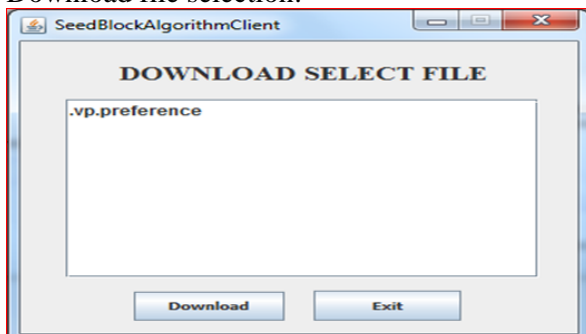 Download file selection:
SeedBlockAlgorithmClient
DOWNLOAD SELECT FILE
.vp.preference
Download Exit